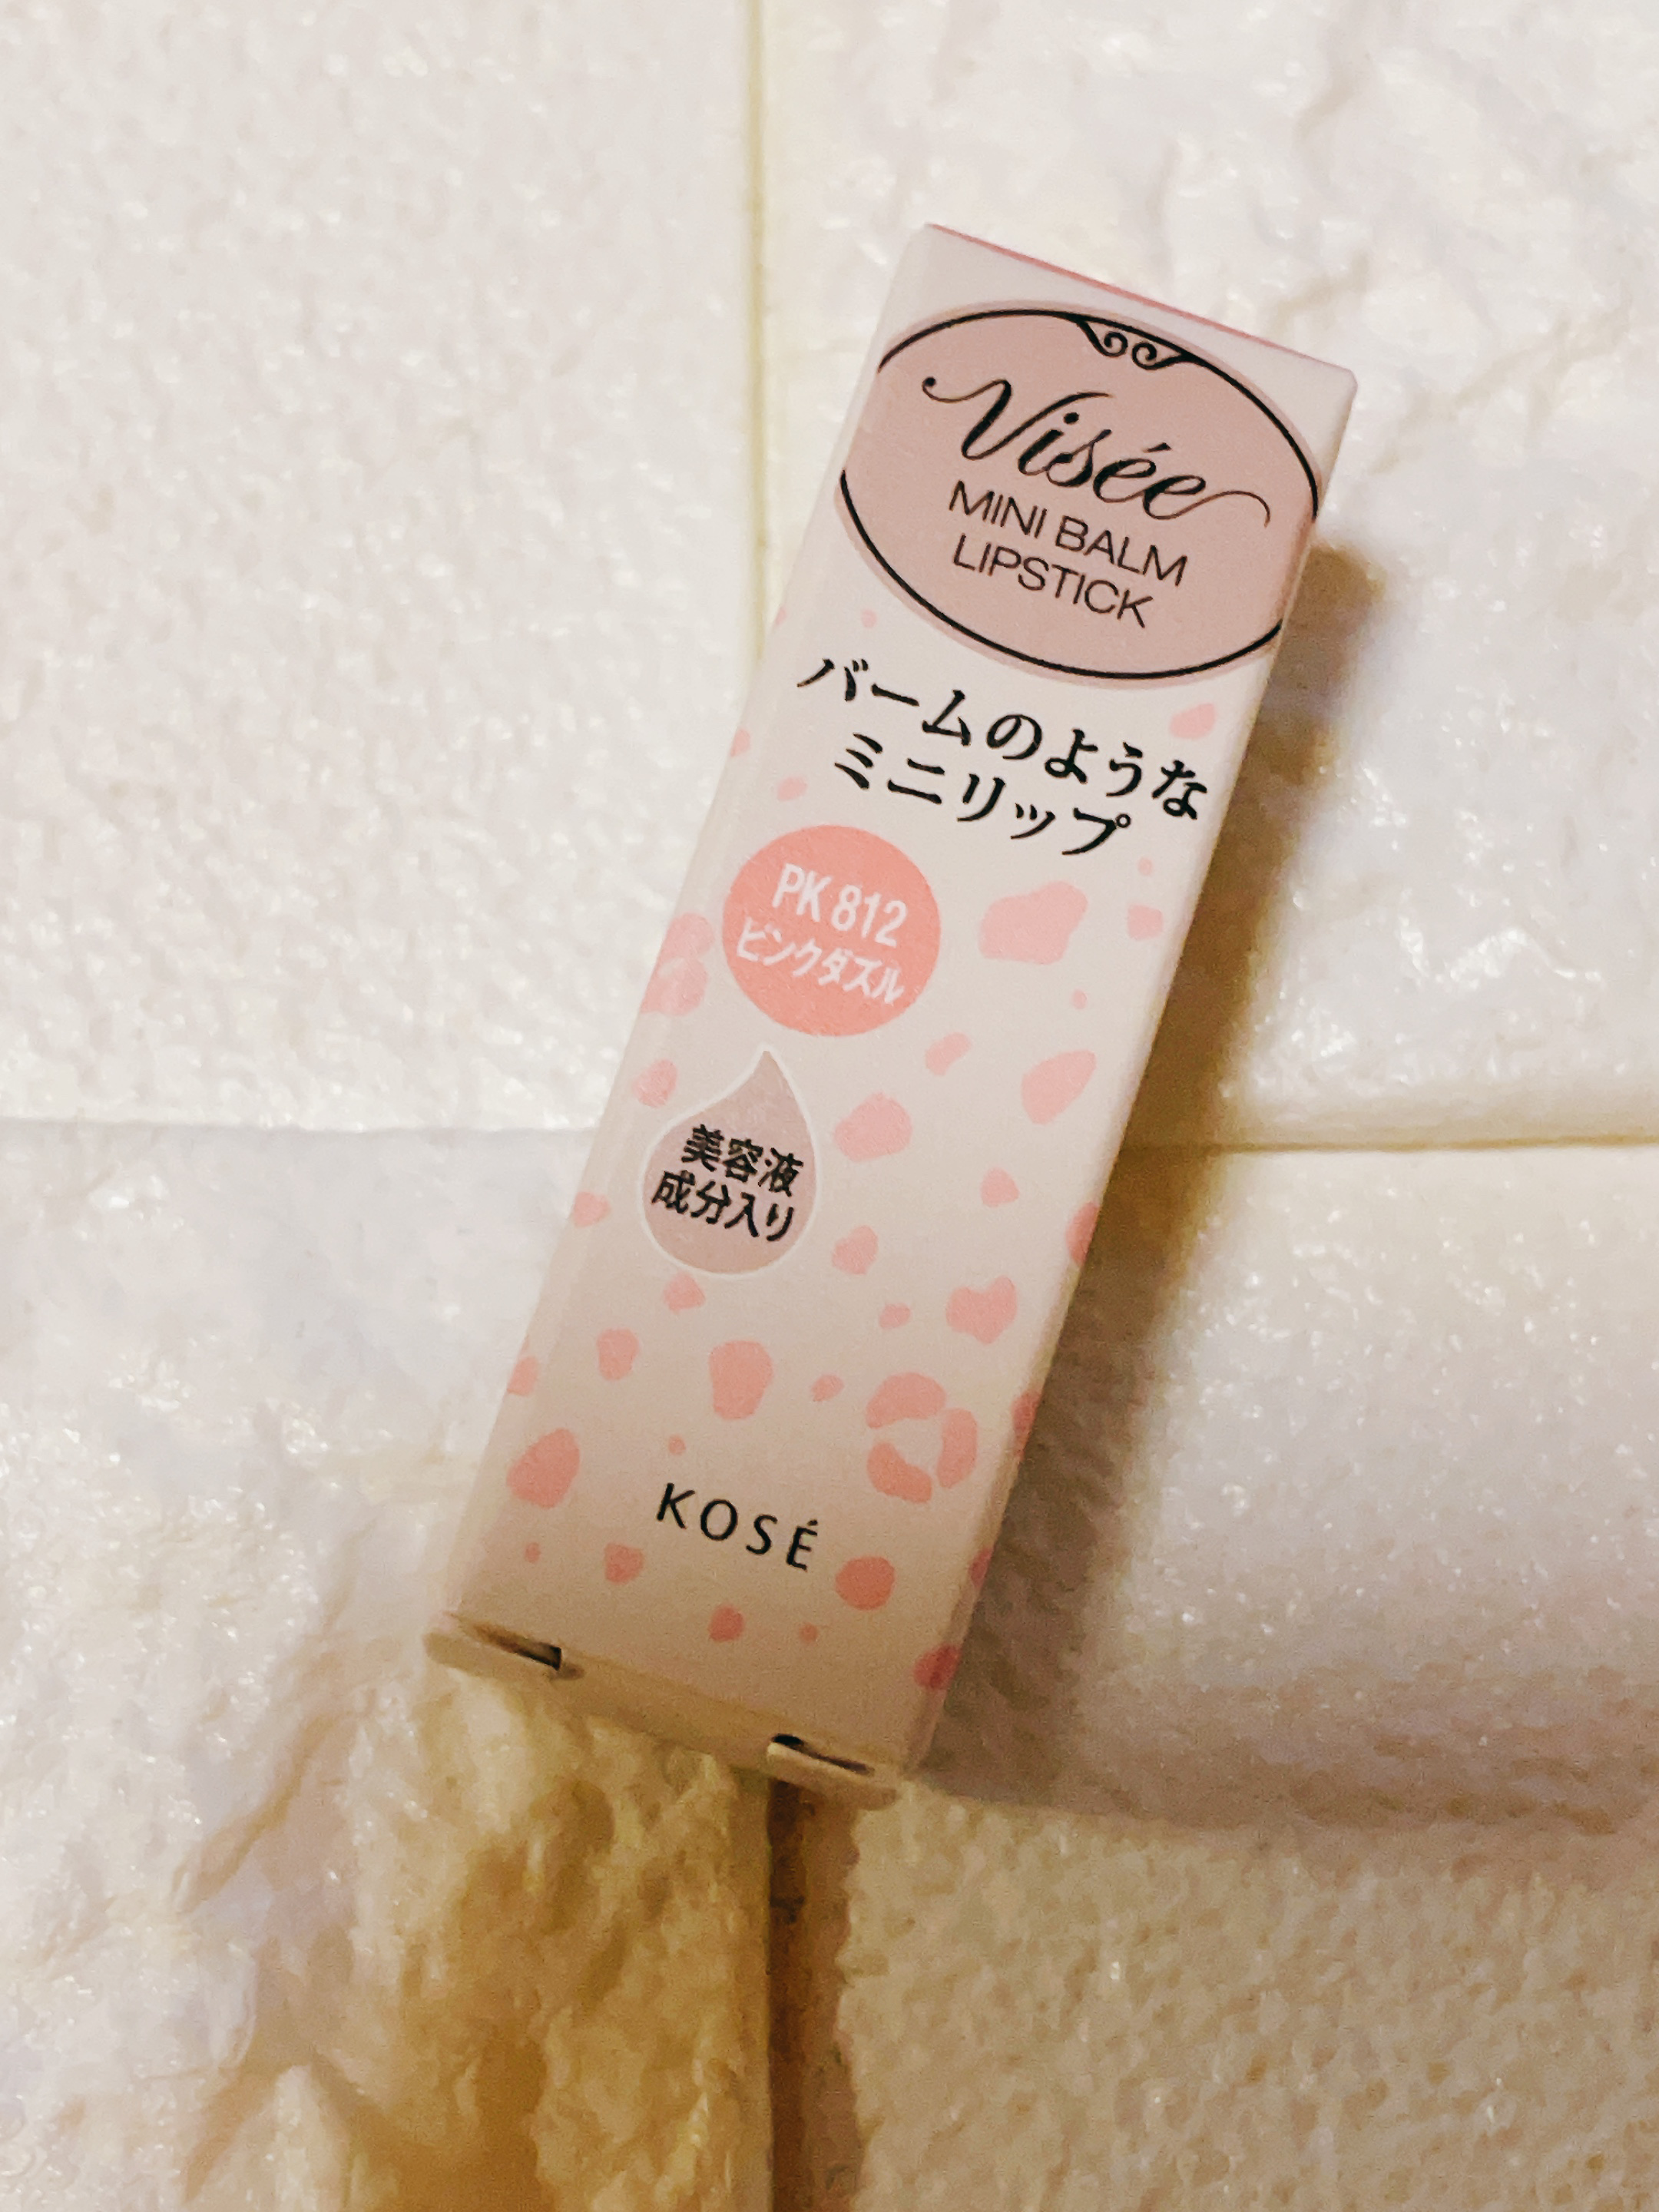 Visée
MINI BALM
LIPSTICK
バームのような
ミニリップ
PK 812
ピンクダズル
美容液
成分入り
KOSÉ